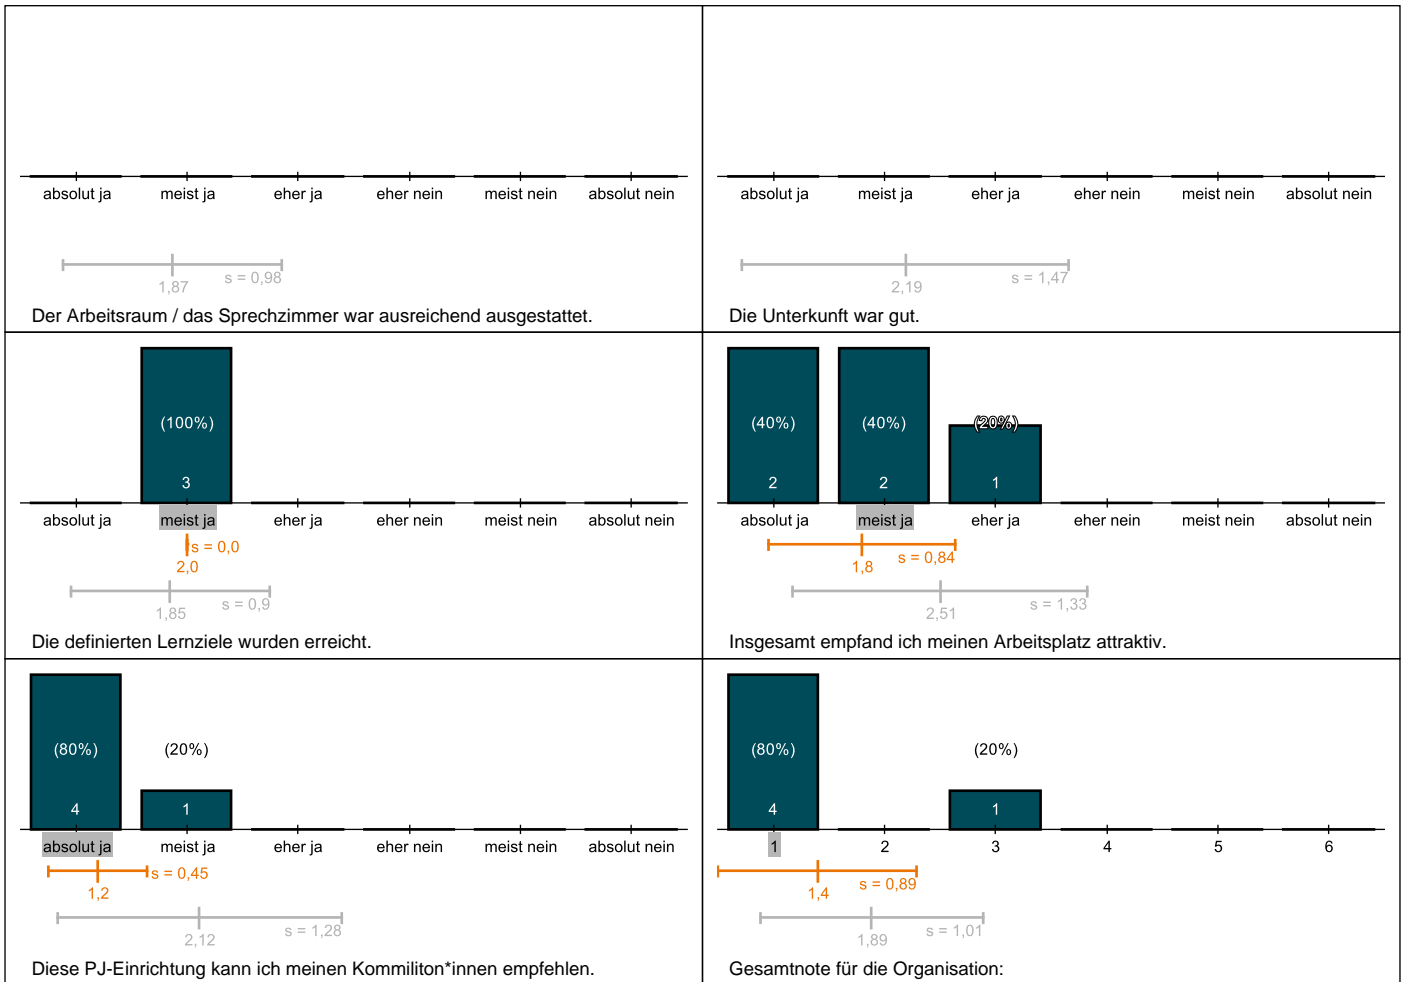 absolut ja meist ja eher ja eher nein meist nein absolut nein
s = 0,98
1,87
Der Arbeitsraum / das Sprechzimmer war ausreichend ausgestattet.
absolut ja meist ja eher ja eher nein meist nein absolut nein
s = 1,47
2,19
Die Unterkunft war gut.
(100%)
3
absolut ja meist ja eher ja eher nein meist nein absolut nein
s = 0,0
2,0
s = 0,9
1,85
Die definierten Lernziele wurden erreicht.
(40%) (40%) (20%)
2 2 1
absolut ja meist ja eher ja eher nein meist nein absolut nein
s = 0,84
1,8
s = 1,33
2,51
Insgesamt empfand ich meinen Arbeitsplatz attraktiv.
(80%) (20%)
4 1
absolut ja meist ja eher ja eher nein meist nein absolut nein
s = 0,45
1,2
s = 1,28
2,12
Diese PJ-Einrichtung kann ich meinen Kommiliton*innen empfehlen.
(80%) (20%)
4 1
1 2 3 4 5 6
s = 0,89
1,4
s = 1,01
1,89
Gesamtnote für die Organisation: